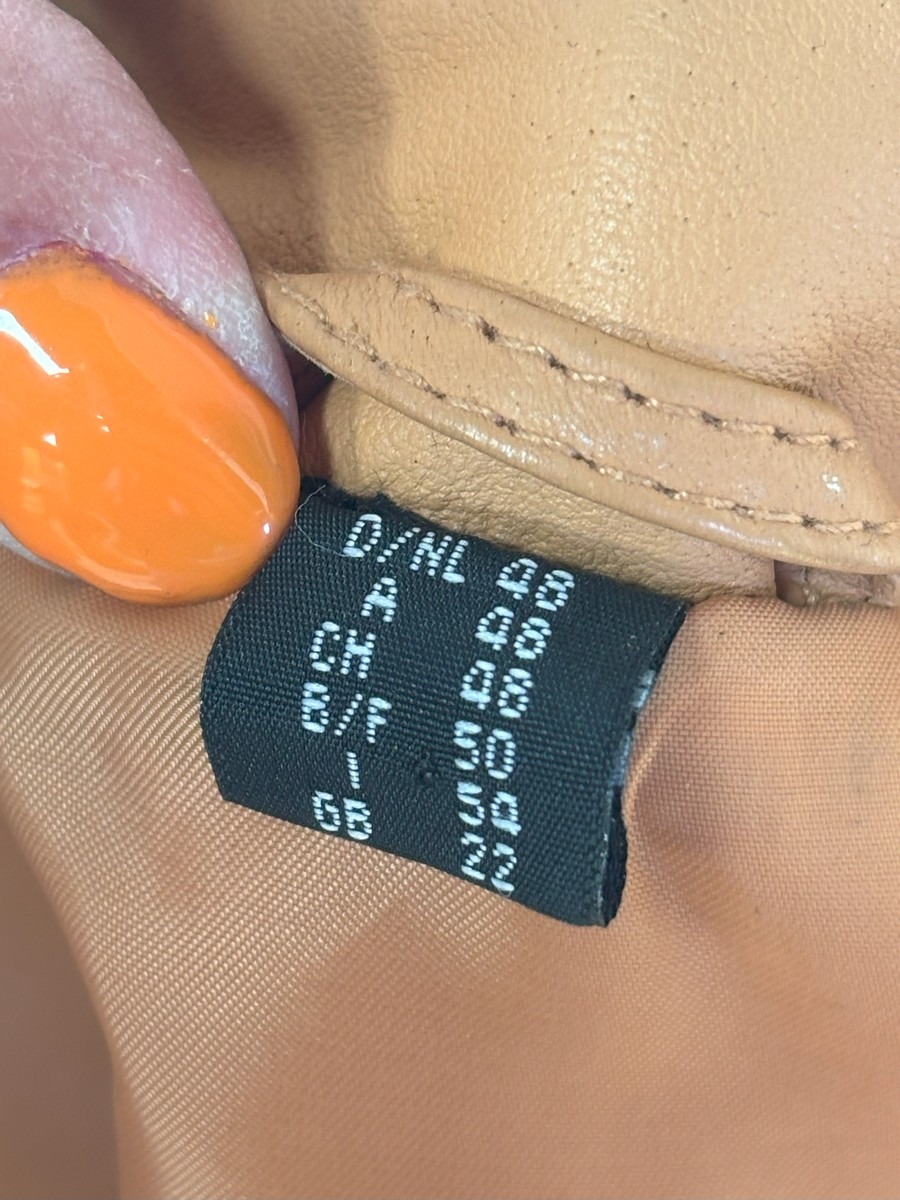 D/NL 48
A 48
CH 48
B/F 50
I 54
GB 22